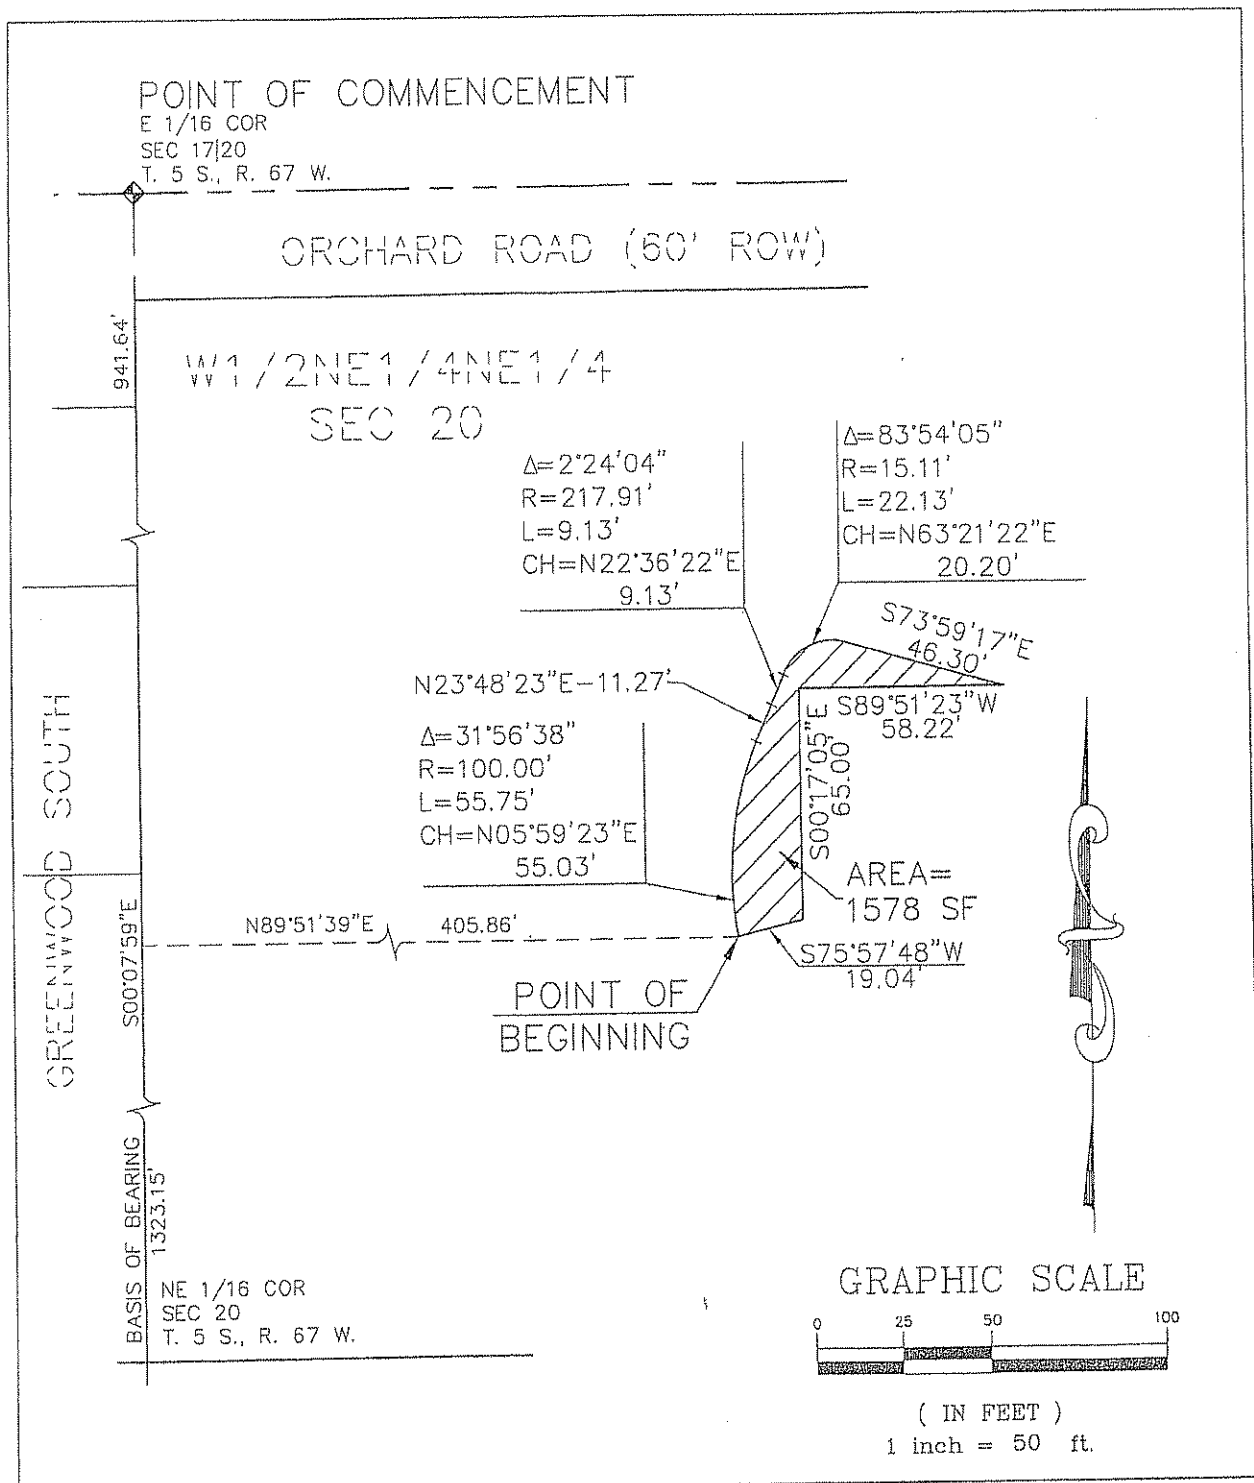 POINT OF COMMENCEMENT
E 1/16 COR
SEC 17|20
T. 5 S., R. 67 W.
ORCHARD ROAD (60' ROW)
941.64'
W1/2NE1/4NE1/4
SEC 20
Δ=2°24'04"
R=217.91'
L=9.13'
CH=N22°36'22"E
9.13'
Δ=83°54'05"
R=15.11'
L=22.13'
CH=N63°21'22"E
20.20'
S73°59'17"E
46.30'
N23°48'23"E-11.27'
S89°51'23"W
58.22'
Δ=31°56'38"
R=100.00'
L=55.75'
CH=N05°59'23"E
55.03'
S00°17'05"E
65.00'
AREA=
1578 SF
GREENWOOD SOUTH
S00°07'59"E
N89°51'39"E 405.86'
S75°57'48"W
19.04'
POINT OF
BEGINNING
BASIS OF BEARING
1323.15'
NE 1/16 COR
SEC 20
T. 5 S., R. 67 W.
GRAPHIC SCALE
0 25 50 100
( IN FEET )
1 inch = 50 ft.